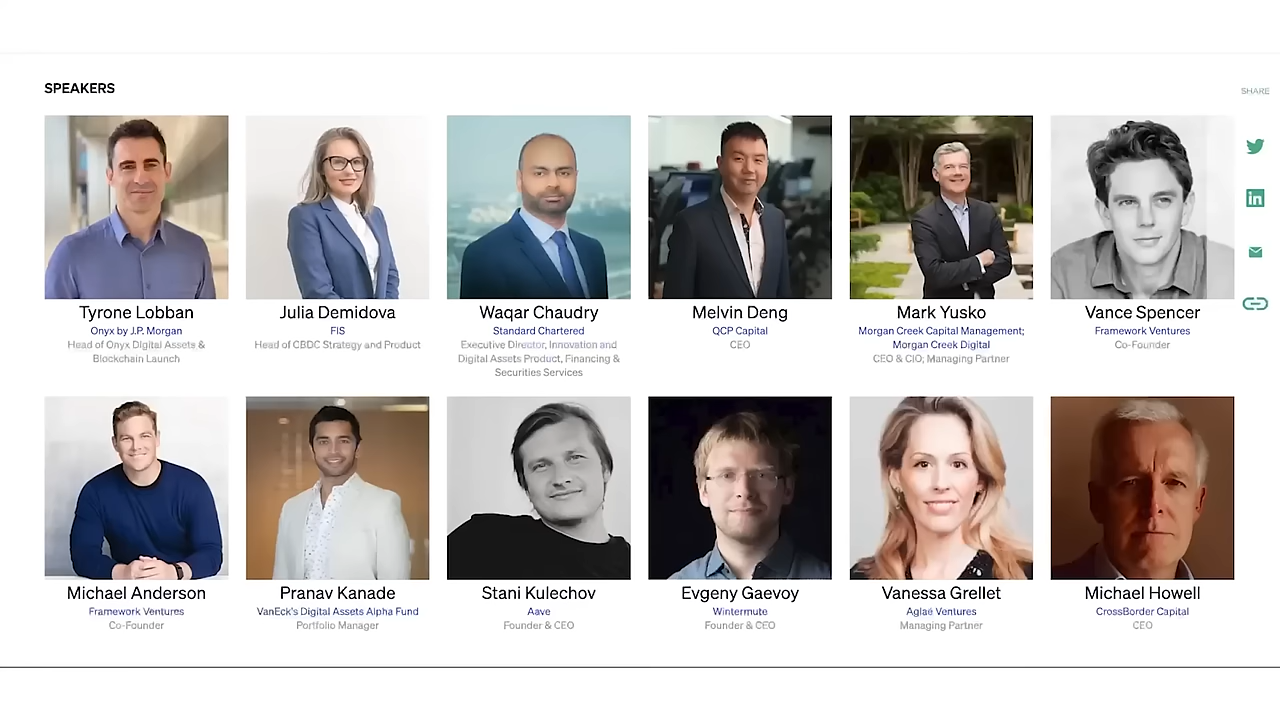 SPEAKERS
SHARE
Tyrone Lobban
Onyx by J.P. Morgan
Head of Onyx Digital Assets &
Blockchain Launch
Julia Demidova
FIS
Head of CBDC Strategy and Product
Waqar Chaudry
Standard Chartered
Executive Director, Innovation and
Digital Assets Product, Financing &
Securities Services
Melvin Deng
QCP Capital
CEO
Mark Yusko
Morgan Creek Capital Management;
Morgan Creek Digital
CEO & CIO; Managing Partner
Vance Spencer
Framework Ventures
Co-Founder
Michael Anderson
Framework Ventures
Co-Founder
Pranav Kanade
VanEck's Digital Assets Alpha Fund
Portfolio Manager
Stani Kulechov
Aave
Founder & CEO
Evgeny Gaevoy
Wintermute
Founder & CEO
Vanessa Grellet
Aglaé Ventures
Managing Partner
Michael Howell
CrossBorder Capital
CEO